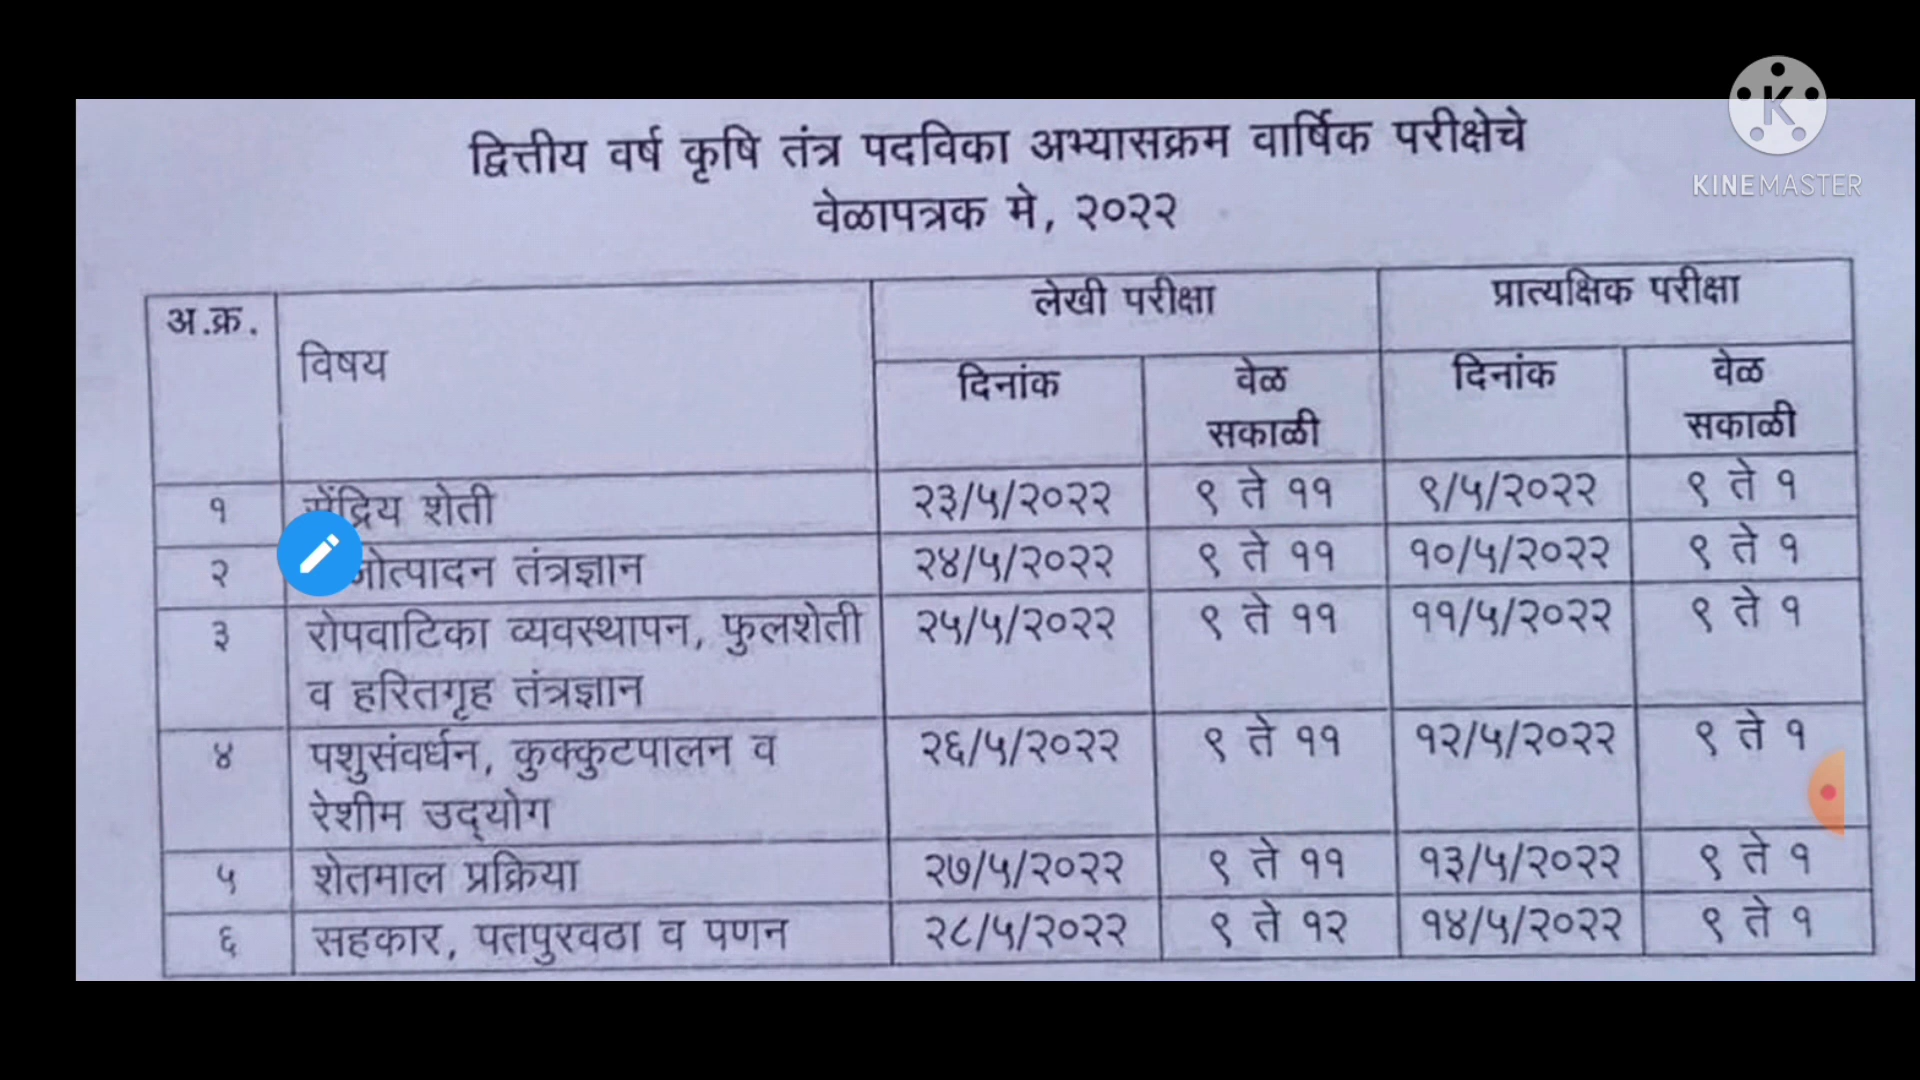 द्वित्तीय वर्ष कृषि तंत्र पदविका अभ्यासक्रम वार्षिक परीक्षेचे
वेळापत्रक मे, २०२२
KINEMASTER
अ.क्र.
विषय
लेखी परीक्षा
प्रात्यक्षिक परीक्षा
दिनांक
वेळ
सकाळी
दिनांक
वेळ
सकाळी
१ सेंद्रिय शेती २३/५/२०२२ ९ ते ११ ९/५/२०२२ ९ ते १
२ तंत्रज्ञान २४/५/२०२२ ९ ते ११ १०/५/२०२२ ९ ते १
३ रोपवाटिका व्यवस्थापन, फुलशेती २५/५/२०२२ ९ ते ११ ११/५/२०२२ ९ ते १
व हरितगृह तंत्रज्ञान
४ पशुसंवर्धन, कुक्कुटपालन व २६/५/२०२२ ९ ते ११ १२/५/२०२२ ९ ते १
रेशीम उद्‌योग
५ शेतमाल प्रक्रिया २७/५/२०२२ ९ ते ११ १३/५/२०२२ ९ ते १
६ सहकार, पतपुरवठा व पणन २८/५/२०२२ ९ ते १२ १४/५/२०२२ ९ ते १